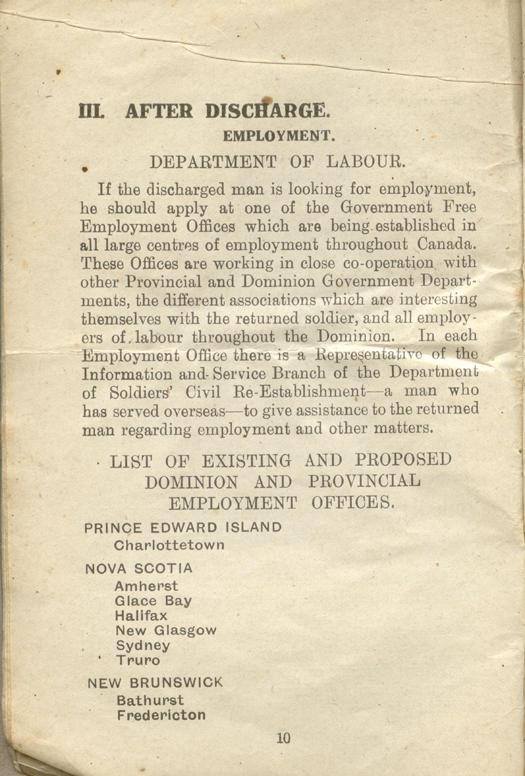 III. AFTER DISCHARGE.
EMPLOYMENT.
DEPARTMENT OF LABOUR.
If the discharged man is looking for employment,
he should apply at one of the Government Free
Employment Offices which are being established in
all large centres of employment throughout Canada.
These Offices are working in close co-operation with
other Provincial and Dominion Government Depart-
ments, the different associations which are interesting
themselves with the returned soldier, and all employ-
ers of labour throughout the Dominion. In each
Employment Office there is a Representative of the
Information and Service Branch of the Department
of Soldiers' Civil Re-Establishment—a man who
has served overseas—to give assistance to the returned
man regarding employment and other matters.
LIST OF EXISTING AND PROPOSED
DOMINION AND PROVINCIAL
EMPLOYMENT OFFICES.
PRINCE EDWARD ISLAND
Charlottetown
NOVA SCOTIA
Amherst
Glace Bay
Halifax
New Glasgow
Sydney
Truro
NEW BRUNSWICK
Bathurst
Fredericton
10